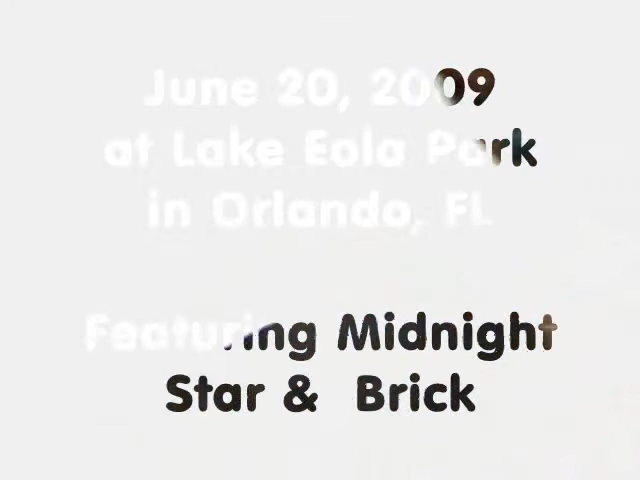 June 20, 2009
at Lake Eola Park
in Orlando, FL
Featuring Midnight
Star & Brick